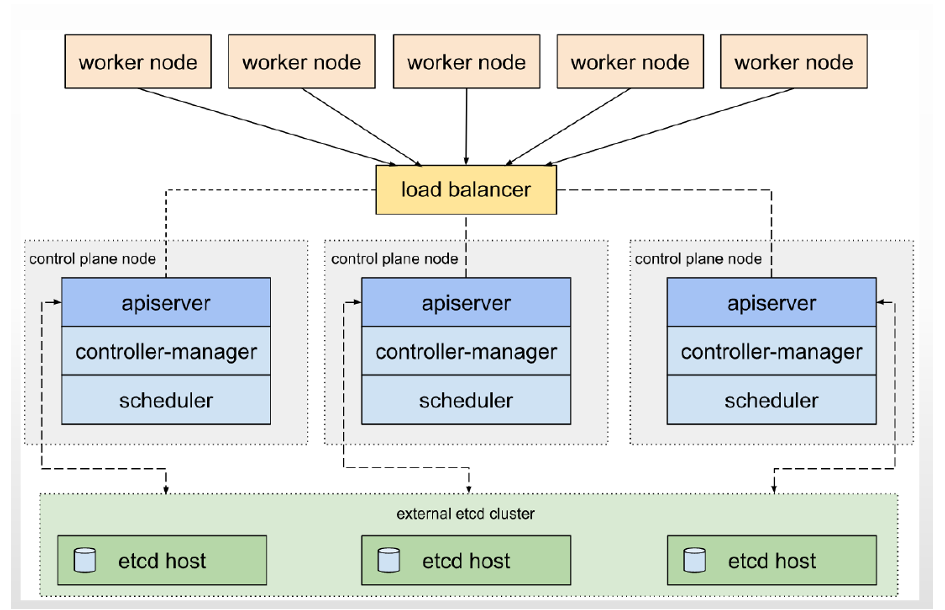 worker node
worker node
worker node
worker node
worker node
load balancer
control plane node
control plane node
control plane node
apiserver
apiserver
apiserver
controller-manager
controller-manager
controller-manager
scheduler
scheduler
scheduler
external etcd cluster
etcd host
etcd host
etcd host